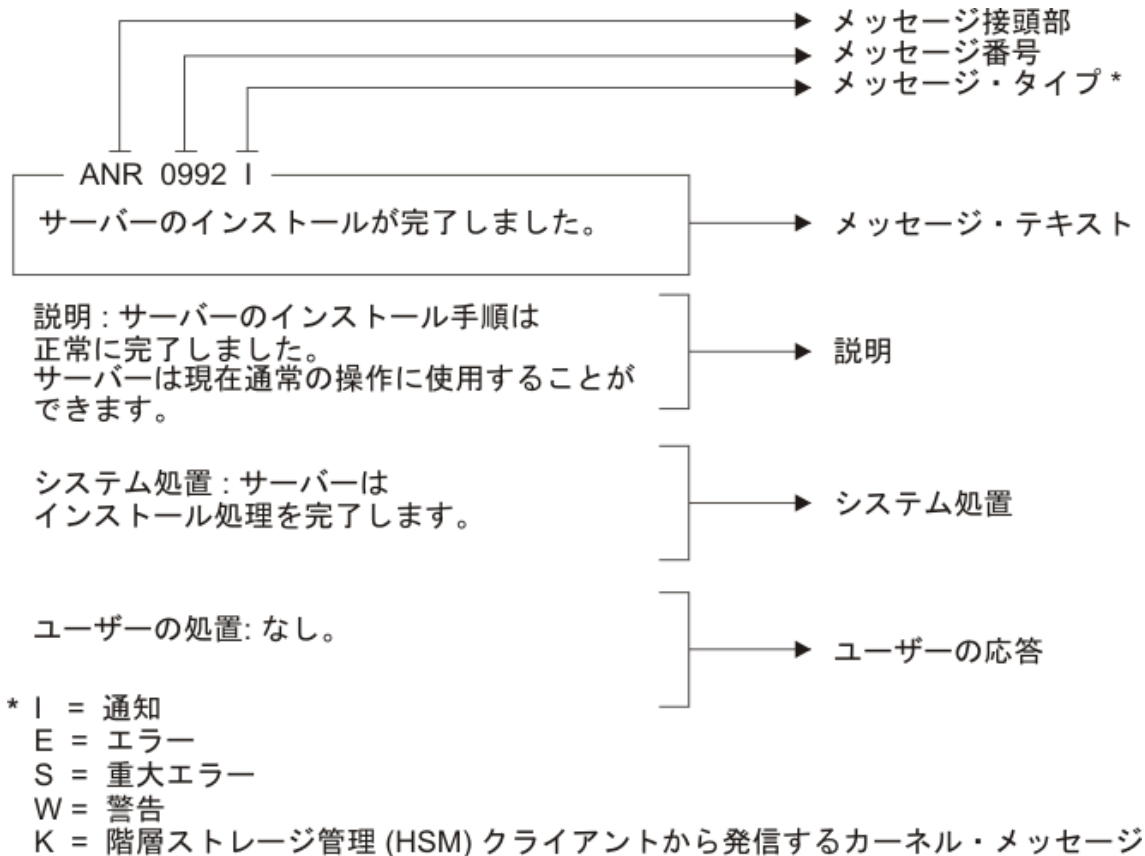 メッセージ接頭部
メッセージ番号
メッセージ・タイプ *
ANR 0992 I
サーバーのインストールが完了しました。
メッセージ・テキスト
説明 : サーバーのインストール手順は
正常に完了しました。
サーバーは現在通常の操作に使用することが
できます。
説明
システム処置 : サーバーは
インストール処理を完了します。
システム処置
ユーザーの処置: なし。
ユーザーの応答
* I = 通知
E = エラー
S = 重大エラー
W = 警告
K = 階層ストレージ管理 (HSM) クライアントから発信するカーネル・メッセージ